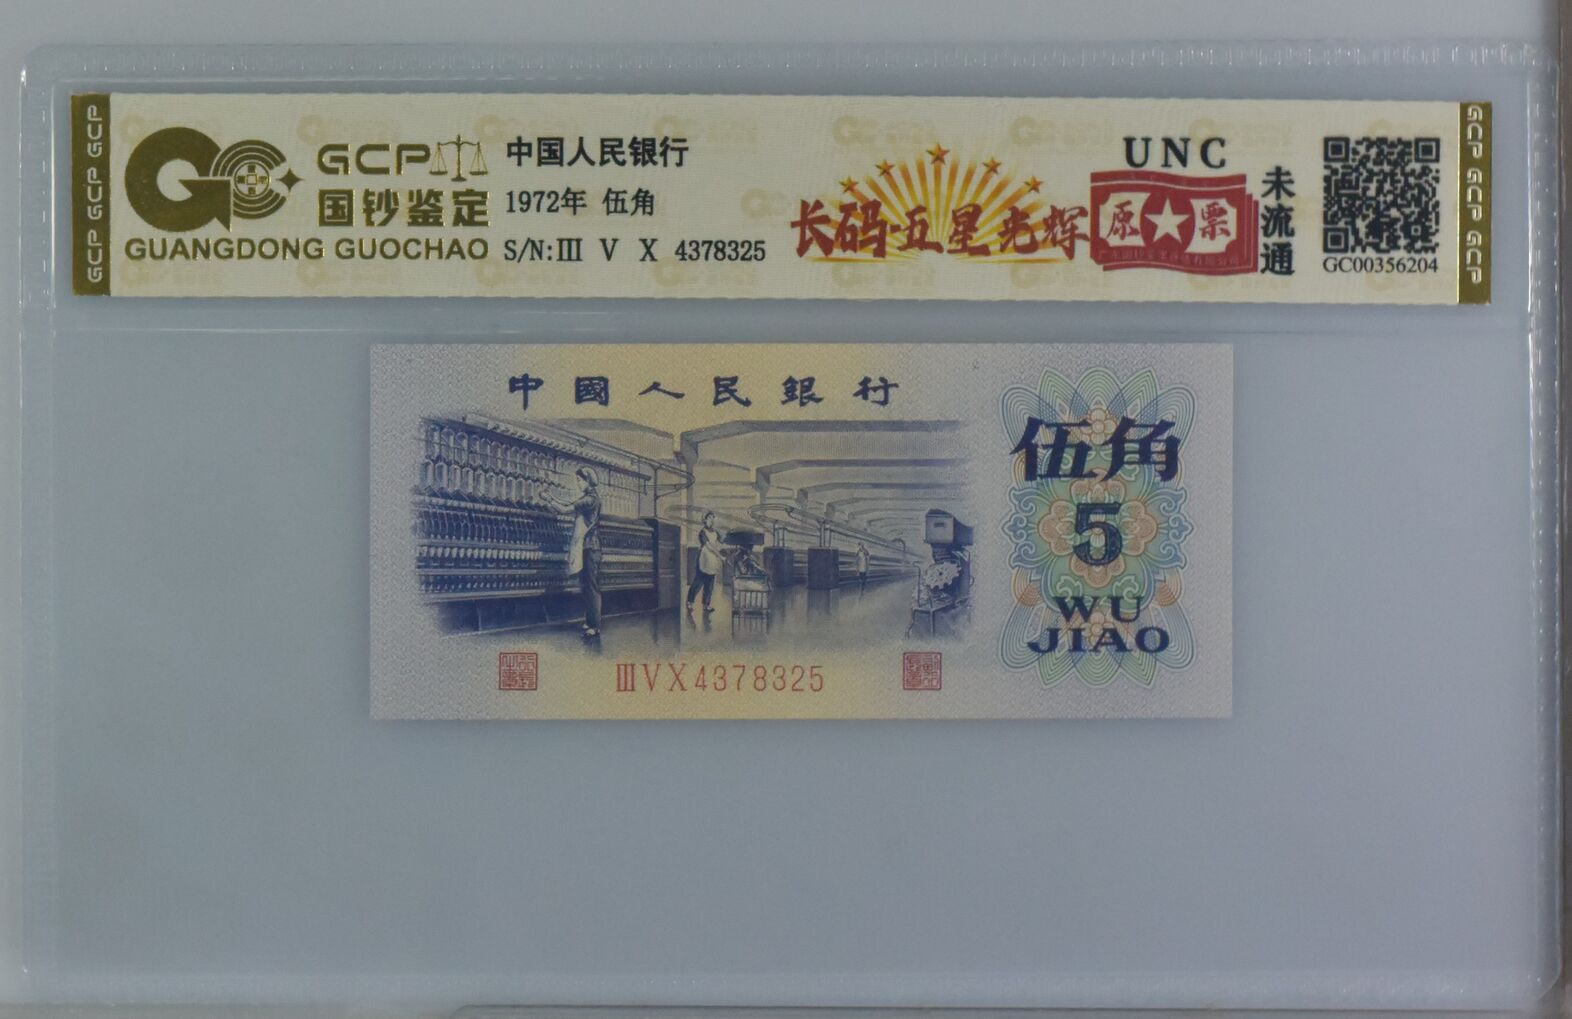 GCP GCP GCP
GCP
国钞鉴定
GUANGDONG GUOCHAO
中国人民银行
1972年 伍角
S/N:Ⅲ V X 4378325
长码·五星光辉
UNC
原★票
未流通
GC00356204
GCP GCP GCP
中國人民銀行
伍角
5
WU
JIAO
ⅢVX4378325